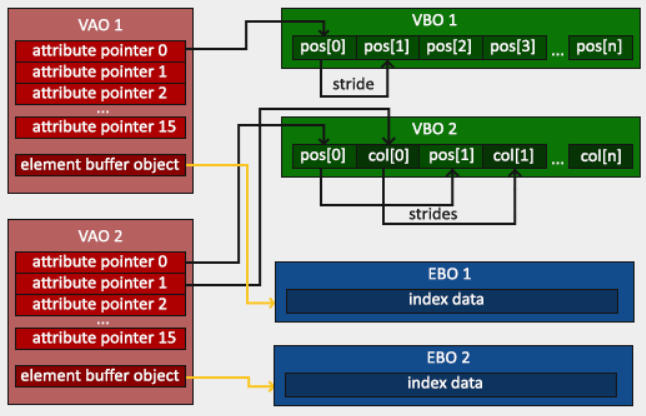 VAO 1
attribute pointer 0
attribute pointer 1
attribute pointer 2
...
attribute pointer 15
element buffer object
VBO 1
pos[0] pos[1] pos[2] pos[3] ... pos[n]
stride
VBO 2
pos[0] col[0] pos[1] col[1] ... col[n]
strides
VAO 2
attribute pointer 0
attribute pointer 1
attribute pointer 2
...
attribute pointer 15
element buffer object
EBO 1
index data
EBO 2
index data